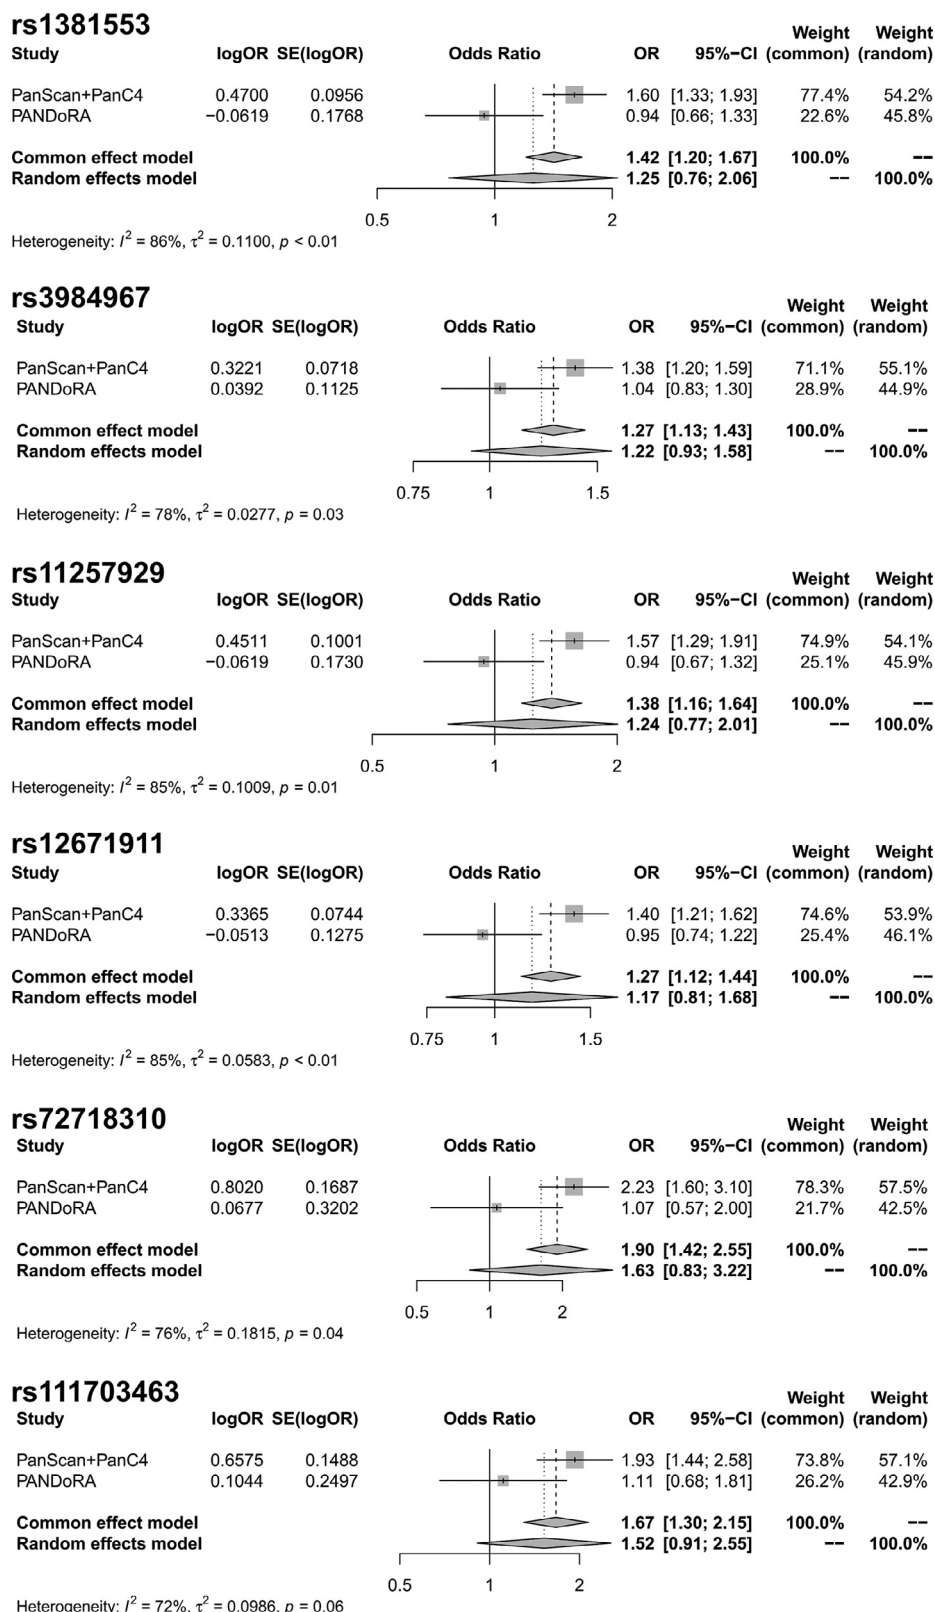 rs1381553
Weight Weight
Study logOR SE(logOR) Odds Ratio OR 95%−CI (common) (random)
PanScan+PanC4 0.4700 0.0956 1.60 [1.33; 1.93] 77.4% 54.2%
PANDoRA −0.0619 0.1768 0.94 [0.66; 1.33] 22.6% 45.8%
Common effect model 1.42 [1.20; 1.67] 100.0% −−
Random effects model 1.25 [0.76; 2.06] −− 100.0%
0.5 1 2
Heterogeneity: I² = 86%, τ² = 0.1100, p < 0.01
rs3984967
Weight Weight
Study logOR SE(logOR) Odds Ratio OR 95%−CI (common) (random)
PanScan+PanC4 0.3221 0.0718 1.38 [1.20; 1.59] 71.1% 55.1%
PANDoRA 0.0392 0.1125 1.04 [0.83; 1.30] 28.9% 44.9%
Common effect model 1.27 [1.13; 1.43] 100.0% −−
Random effects model 1.22 [0.93; 1.58] −− 100.0%
0.75 1 1.5
Heterogeneity: I² = 78%, τ² = 0.0277, p = 0.03
rs11257929
Weight Weight
Study logOR SE(logOR) Odds Ratio OR 95%−CI (common) (random)
PanScan+PanC4 0.4511 0.1001 1.57 [1.29; 1.91] 74.9% 54.1%
PANDoRA −0.0619 0.1730 0.94 [0.67; 1.32] 25.1% 45.9%
Common effect model 1.38 [1.16; 1.64] 100.0% −−
Random effects model 1.24 [0.77; 2.01] −− 100.0%
0.5 1 2
Heterogeneity: I² = 85%, τ² = 0.1009, p = 0.01
rs12671911
Weight Weight
Study logOR SE(logOR) Odds Ratio OR 95%−CI (common) (random)
PanScan+PanC4 0.3365 0.0744 1.40 [1.21; 1.62] 74.6% 53.9%
PANDoRA −0.0513 0.1275 0.95 [0.74; 1.22] 25.4% 46.1%
Common effect model 1.27 [1.12; 1.44] 100.0% −−
Random effects model 1.17 [0.81; 1.68] −− 100.0%
0.75 1 1.5
Heterogeneity: I² = 85%, τ² = 0.0583, p < 0.01
rs72718310
Weight Weight
Study logOR SE(logOR) Odds Ratio OR 95%−CI (common) (random)
PanScan+PanC4 0.8020 0.1687 2.23 [1.60; 3.10] 78.3% 57.5%
PANDoRA 0.0677 0.3202 1.07 [0.57; 2.00] 21.7% 42.5%
Common effect model 1.90 [1.42; 2.55] 100.0% −−
Random effects model 1.63 [0.83; 3.22] −− 100.0%
0.5 1 2
Heterogeneity: I² = 76%, τ² = 0.1815, p = 0.04
rs111703463
Weight Weight
Study logOR SE(logOR) Odds Ratio OR 95%−CI (common) (random)
PanScan+PanC4 0.6575 0.1488 1.93 [1.44; 2.58] 73.8% 57.1%
PANDoRA 0.1044 0.2497 1.11 [0.68; 1.81] 26.2% 42.9%
Common effect model 1.67 [1.30; 2.15] 100.0% −−
Random effects model 1.52 [0.91; 2.55] −− 100.0%
0.5 1 2
Heterogeneity: I² = 72%, τ² = 0.0986, p = 0.06